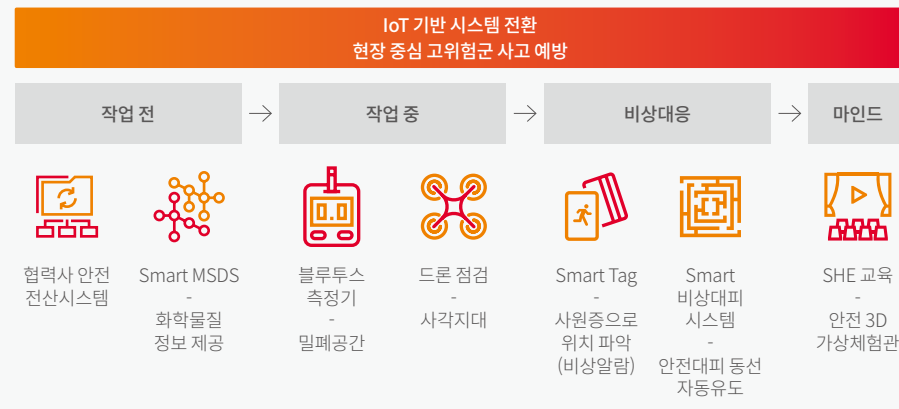 IoT 기반 시스템 전환
현장 중심 고위험군 사고 예방
작업 전
작업 중
비상대응
마인드
0.0
협력사 안전
전산시스템
Smart MSDS
-
화학물질
정보 제공
블루투스
측정기
-
밀폐공간
드론 점검
-
사각지대
Smart Tag
-
사원증으로
위치 파악
(비상알람)
Smart
비상대피
시스템
-
안전대피 동선
자동유도
SHE 교육
-
안전 3D
가상체험관